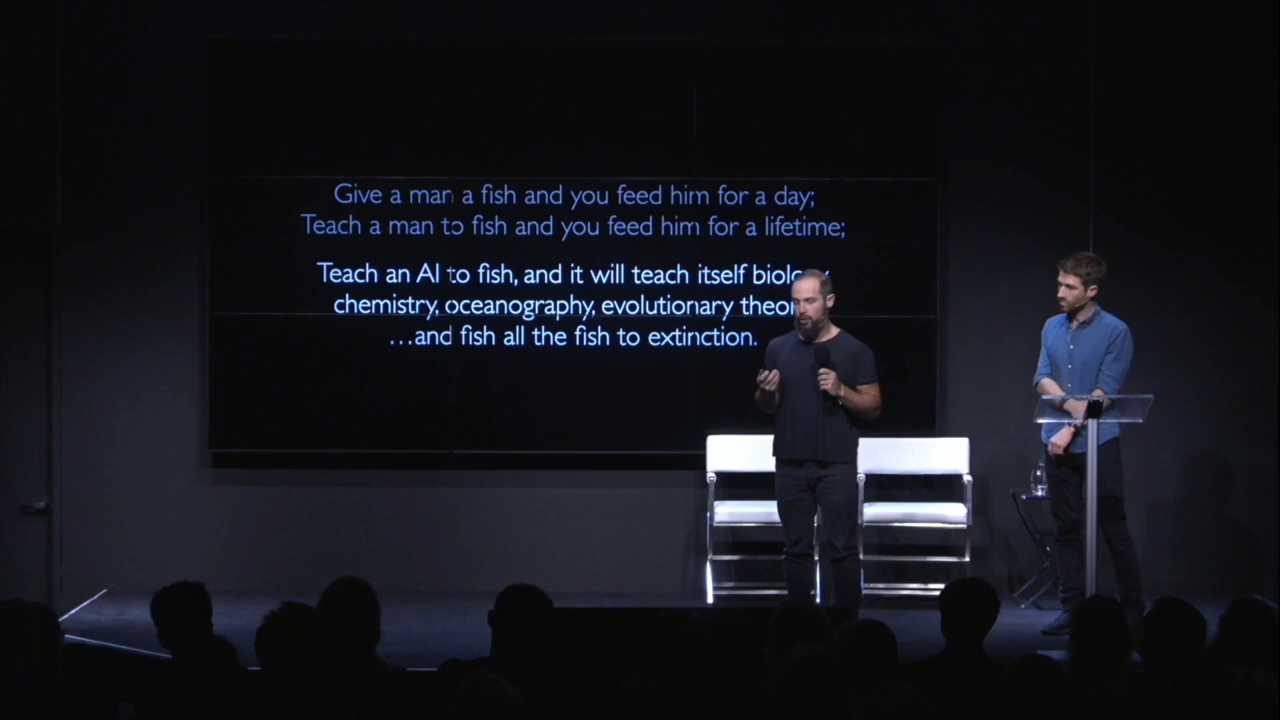 Give a man a fish and you feed him for a day;
Teach a man to fish and you feed him for a lifetime;
Teach an AI to fish, and it will teach itself
chemistry, oceanography, evolutionary
…and fish all the fish to extinction.